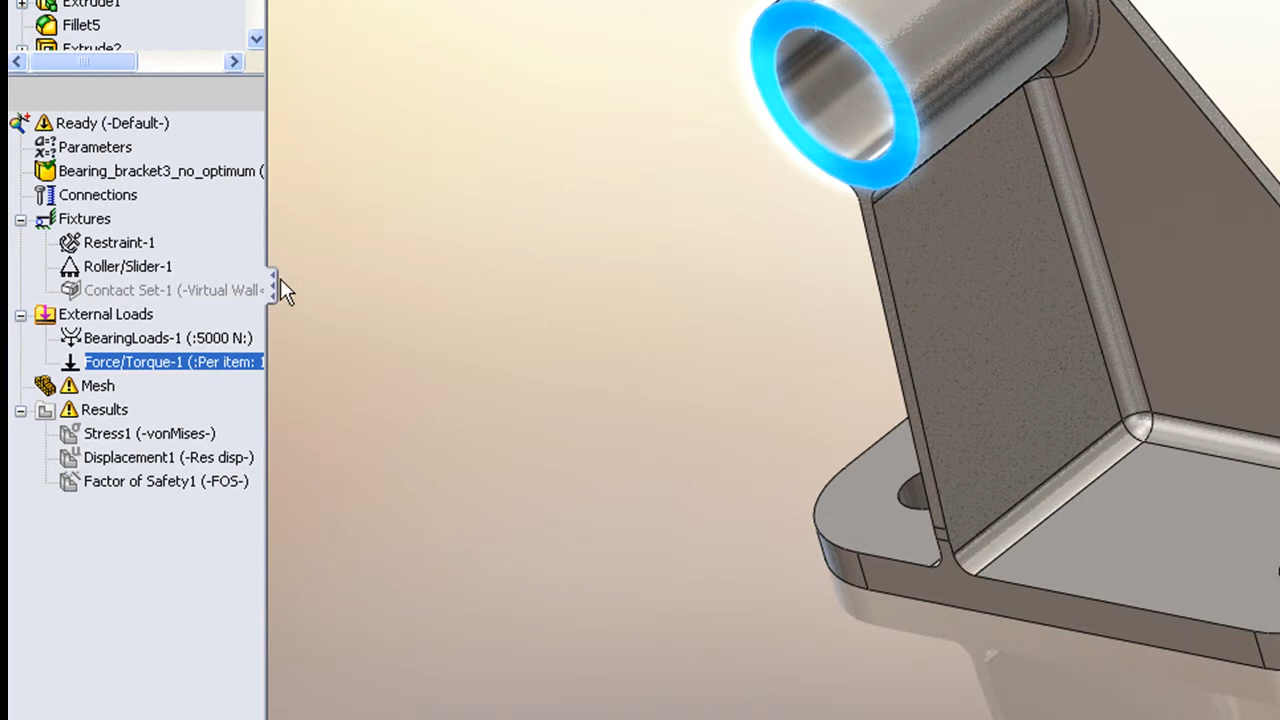 Extrude1
Fillet5
Extrude2
Ready (-Default-)
Parameters
Bearing_bracket3_no_optimum (
Connections
Fixtures
Restraint-1
Roller/Slider-1
Contact Set-1 (-Virtual Wall<
External Loads
BearingLoads-1 (:5000 N:)
Force/Torque-1 (:Per item: 1
Mesh
Results
Stress1 (-vonMises-)
Displacement1 (-Res disp-)
Factor of Safety1 (-FOS-)